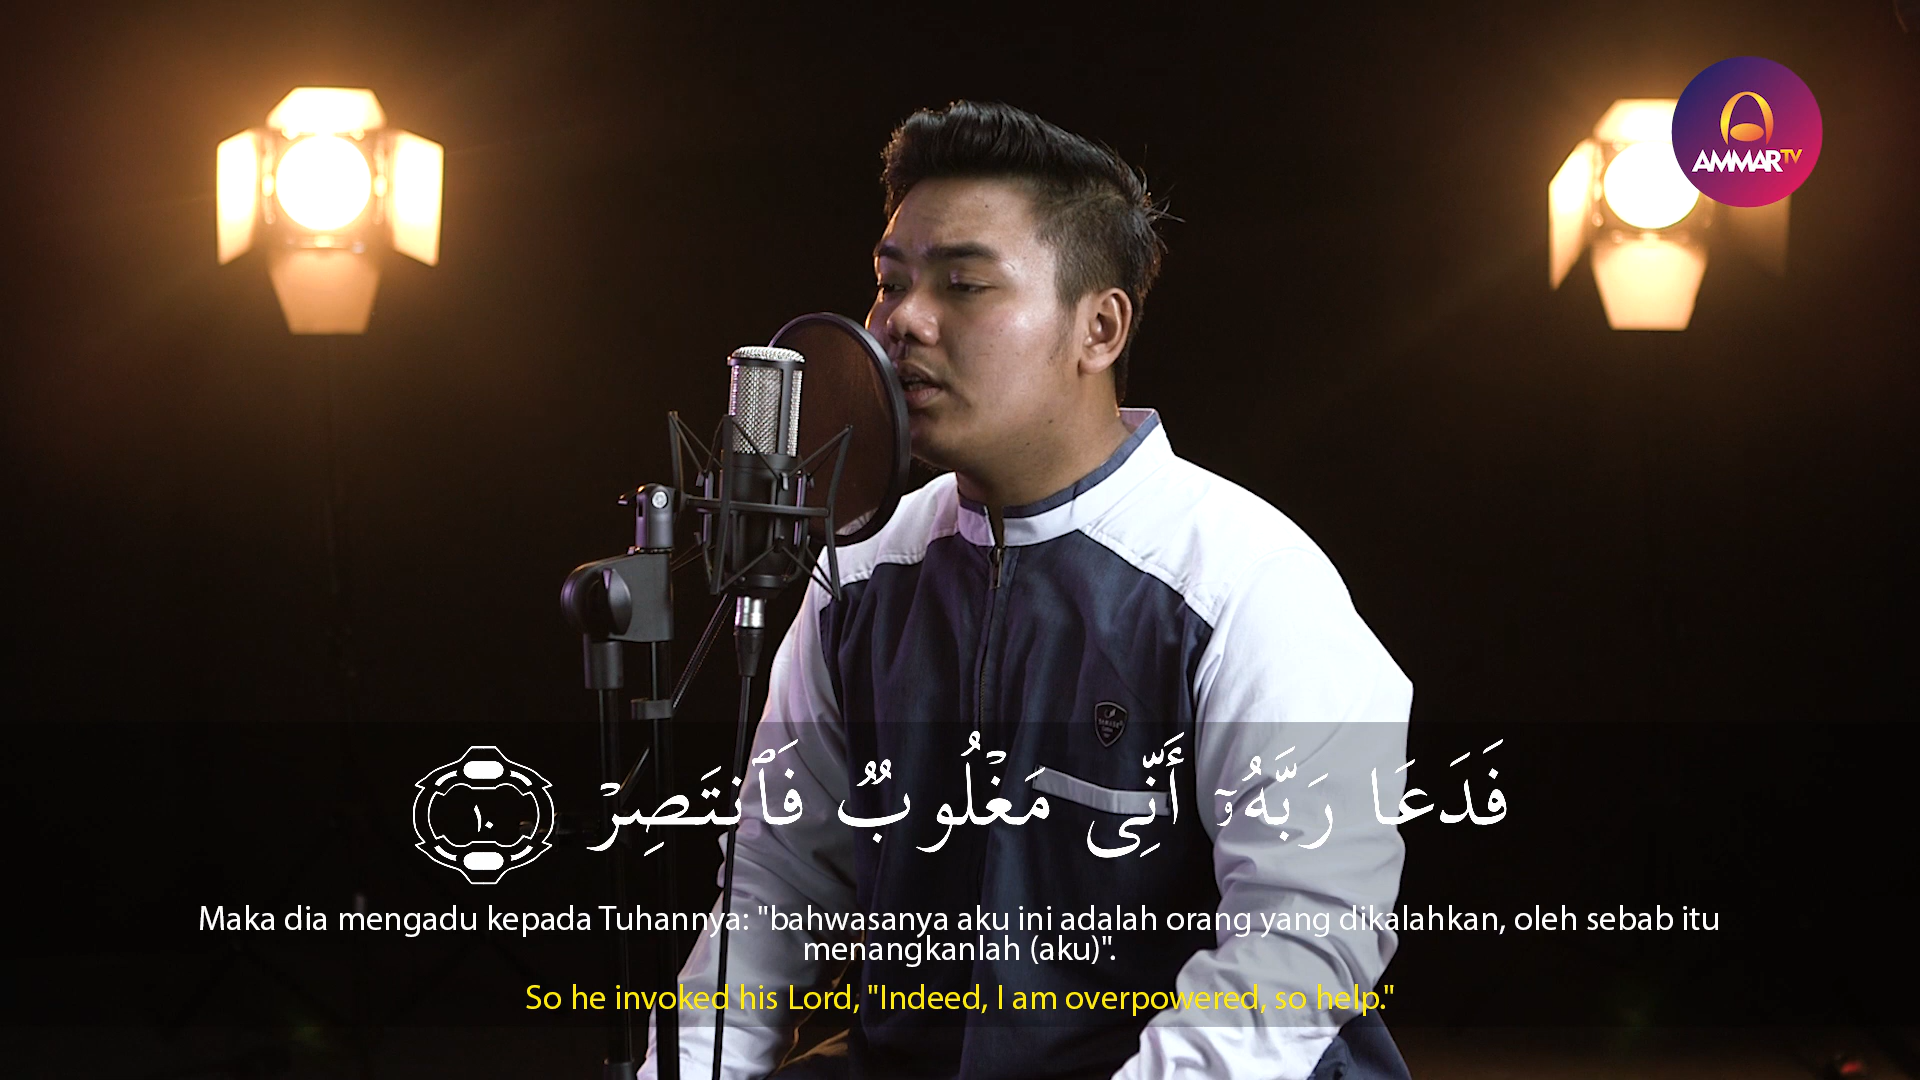 AMMARTV
فَدَعَا رَبَّهُۥٓ أَنِّى مَغْلُوبٌ فَٱنتَصِرْ ١٠
Maka dia mengadu kepada Tuhannya: "bahwasanya aku ini adalah orang yang dikalahkan, oleh sebab itu
menangkanlah (aku)".
So he invoked his Lord, "Indeed, I am overpowered, so help."